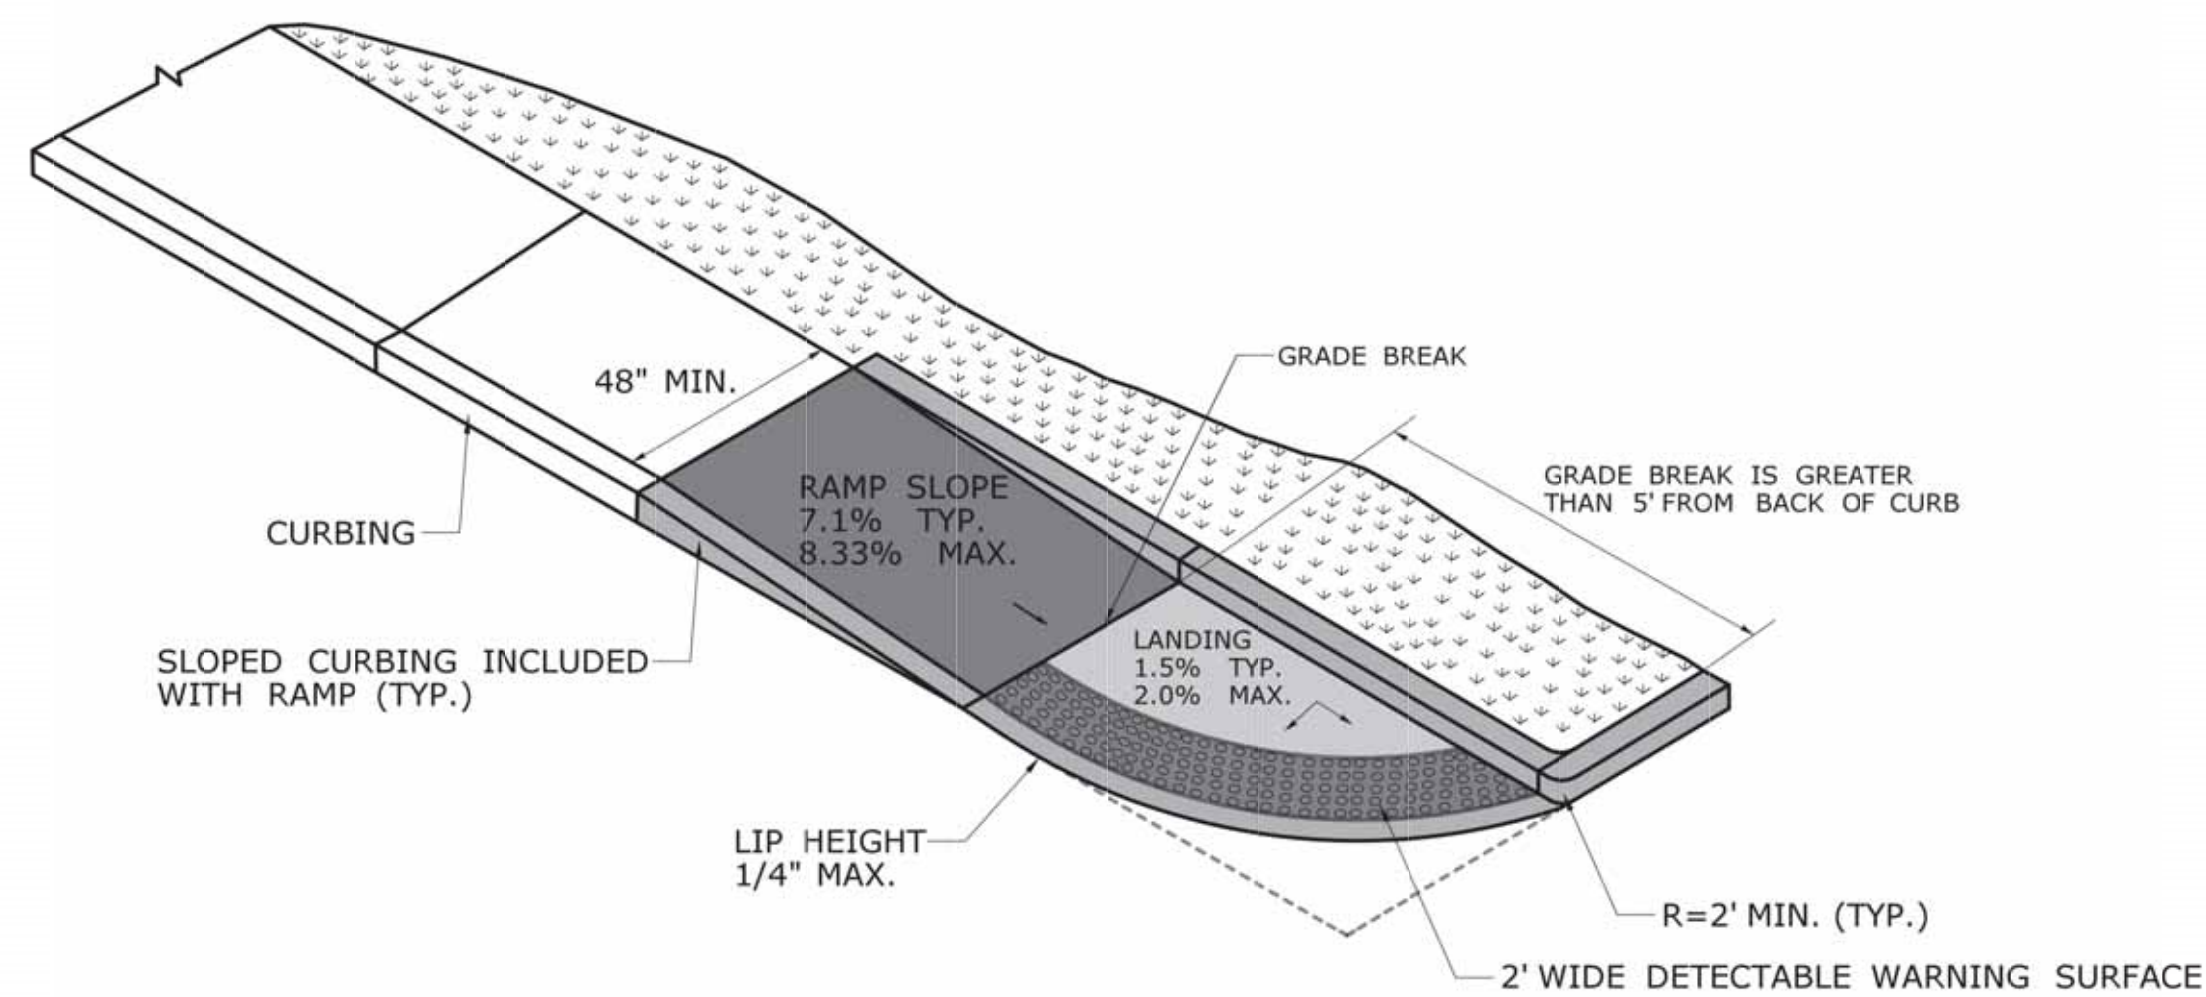 GRADE BREAK
48" MIN.
GRADE BREAK IS GREATER
THAN 5' FROM BACK OF CURB
RAMP SLOPE
7.1% TYP.
8.33% MAX.
CURBING
LANDING
1.5% TYP.
2.0% MAX.
SLOPED CURBING INCLUDED
WITH RAMP (TYP.)
LIP HEIGHT
1/4" MAX.
R=2' MIN. (TYP.)
2' WIDE DETECTABLE WARNING SURFACE